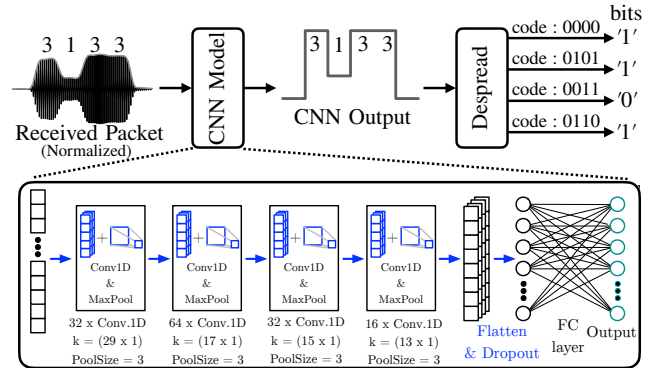 bits
3 1 3 3
CNN Model
3 1 3 3
Despread
code : 0000
'1'
code : 0101
'1'
code : 0011
'0'
code : 0110
'1'
Received Packet
(Normalized)
CNN Output
+
Conv1D
&
MaxPool
32 x Conv.1D
k = (29 x 1)
PoolSize = 3
+
Conv1D
&
MaxPool
64 x Conv.1D
k = (17 x 1)
PoolSize = 3
+
Conv1D
&
MaxPool
32 x Conv.1D
k = (15 x 1)
PoolSize = 3
+
Conv1D
&
MaxPool
16 x Conv.1D
k = (13 x 1)
PoolSize = 3
Flatten
& Dropout
FC
layer
Output